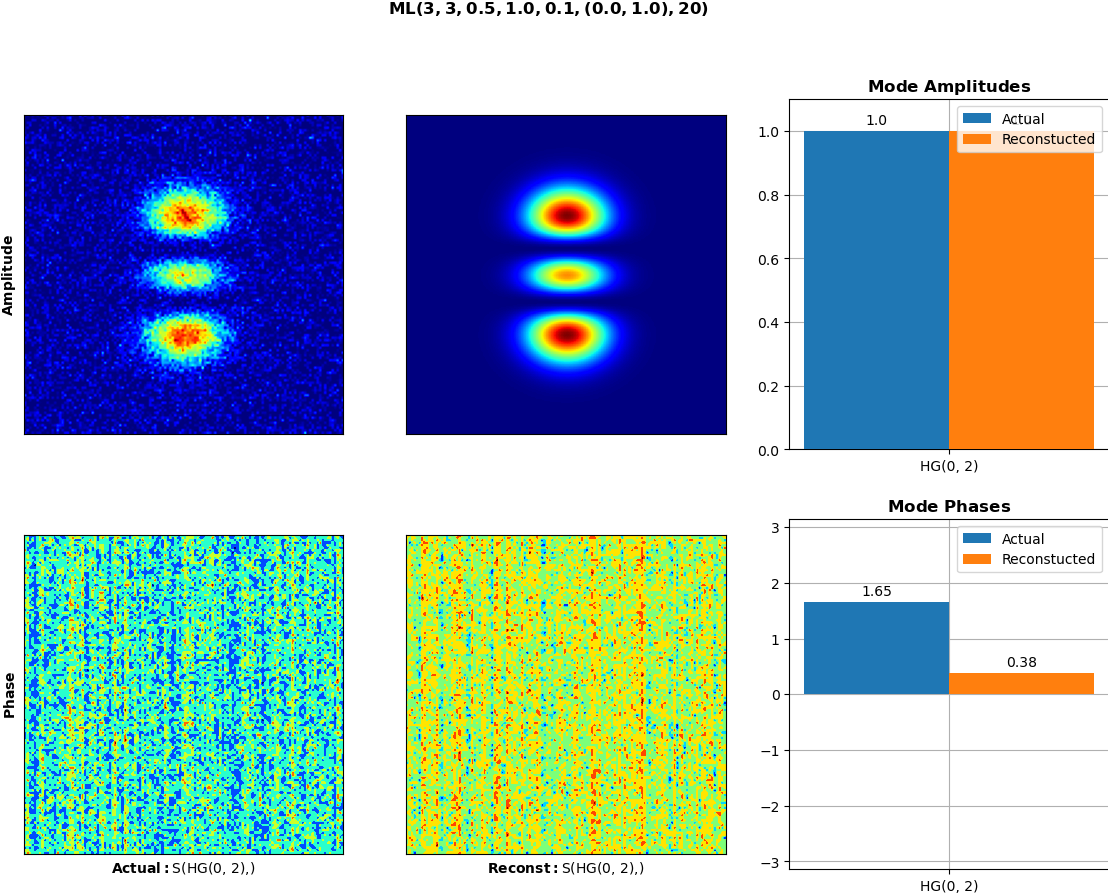 ML(3, 3, 0.5, 1.0, 0.1, (0.0, 1.0), 20)
Amplitude
Mode Amplitudes
Actual
Reconstucted
1.0
1.0
0.8
0.6
0.4
0.2
0.0
HG(0, 2)
Phase
Actual: S(HG(0, 2),)
Reconst: S(HG(0, 2),)
Mode Phases
Actual
Reconstucted
1.65
0.38
3
2
1
0
−1
−2
−3
HG(0, 2)